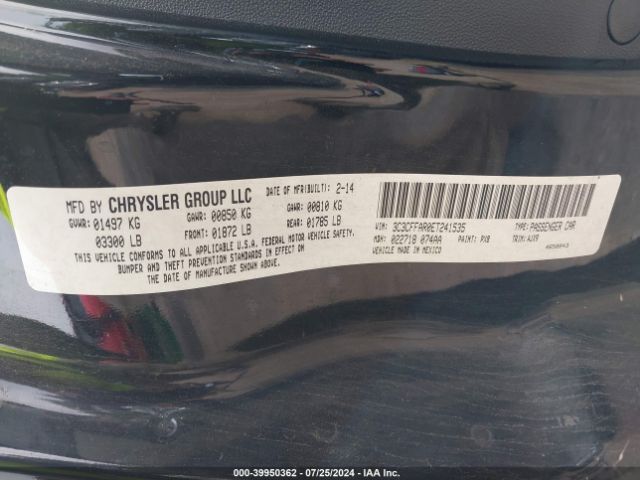 MFD BY CHRYSLER GROUP LLC DATE OF MFR(BUILT): 2-14
GVWR: 01497 KG GAWR: 00850 KG GAWR: 00810 KG
03300 LB FRONT: 01872 LB REAR: 01785 LB
THIS VEHICLE CONFORMS TO ALL APPLICABLE U.S.A. FEDERAL MOTOR VEHICLE SAFETY,
BUMPER AND THEFT PREVENTION STANDARDS IN EFFECT ON
THE DATE OF MANUFACTURE SHOWN ABOVE.
VIN: 3C3CFFAR0ET241535 TYPE: PASSENGER CAR
MDH: 022718 074AA PAINT: PX8 TRIM: AJX9
VEHICLE MADE IN MEXICO
000-39950362 - 07/25/2024 - IAA Inc.